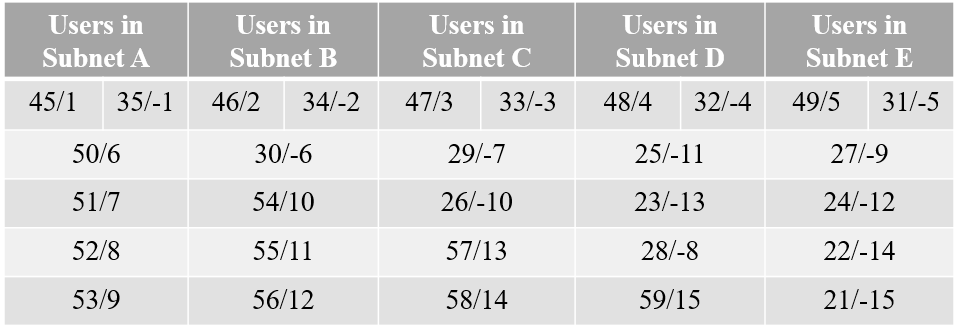 Users in Subnet A Users in Subnet B Users in Subnet C Users in Subnet D Users in Subnet E
45/1 35/-1 46/2 34/-2 47/3 33/-3 48/4 32/-4 49/5 31/-5
50/6 30/-6 29/-7 25/-11 27/-9
51/7 54/10 26/-10 23/-13 24/-12
52/8 55/11 57/13 28/-8 22/-14
53/9 56/12 58/14 59/15 21/-15